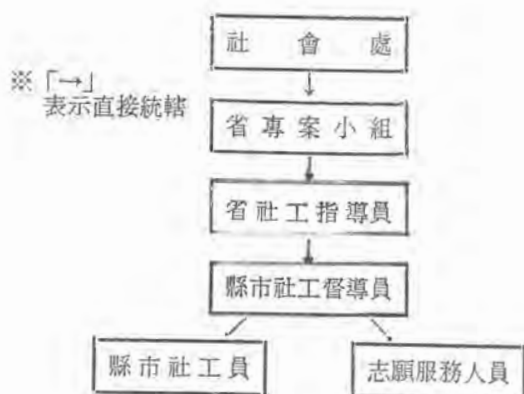 社會處
※「→」
表示直接統轄
省專案小組
省社工指導員
縣市社工督導員
縣市社工員
志願服務人員